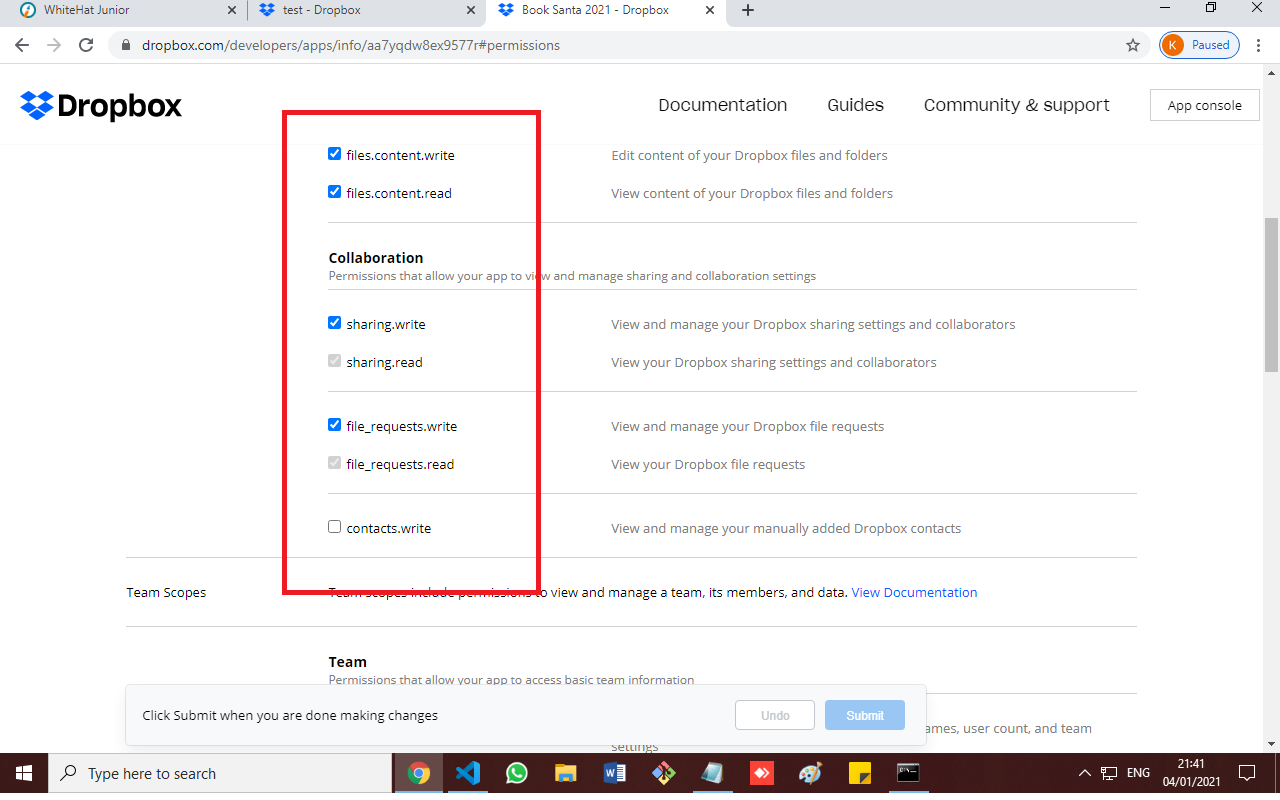 WhiteHat Junior
test - Dropbox
Book Santa 2021 - Dropbox
dropbox.com/developers/apps/info/aa7yqdw8ex9577r#permissions
K Paused
Dropbox
Documentation
Guides
Community & support
App console
files.content.write
Edit content of your Dropbox files and folders
files.content.read
View content of your Dropbox files and folders
Collaboration
Permissions that allow your app to view and manage sharing and collaboration settings
sharing.write
View and manage your Dropbox sharing settings and collaborators
sharing.read
View your Dropbox sharing settings and collaborators
file_requests.write
View and manage your Dropbox file requests
file_requests.read
View your Dropbox file requests
contacts.write
View and manage your manually added Dropbox contacts
Team Scopes
Team scopes include permissions to view and manage a team, its members, and data. View Documentation
Team
Permissions that allow your app to access basic team information
Click Submit when you are done making changes
Undo
Submit
ames, user count, and team
settings
Type here to search
ENG
21:41
04/01/2021